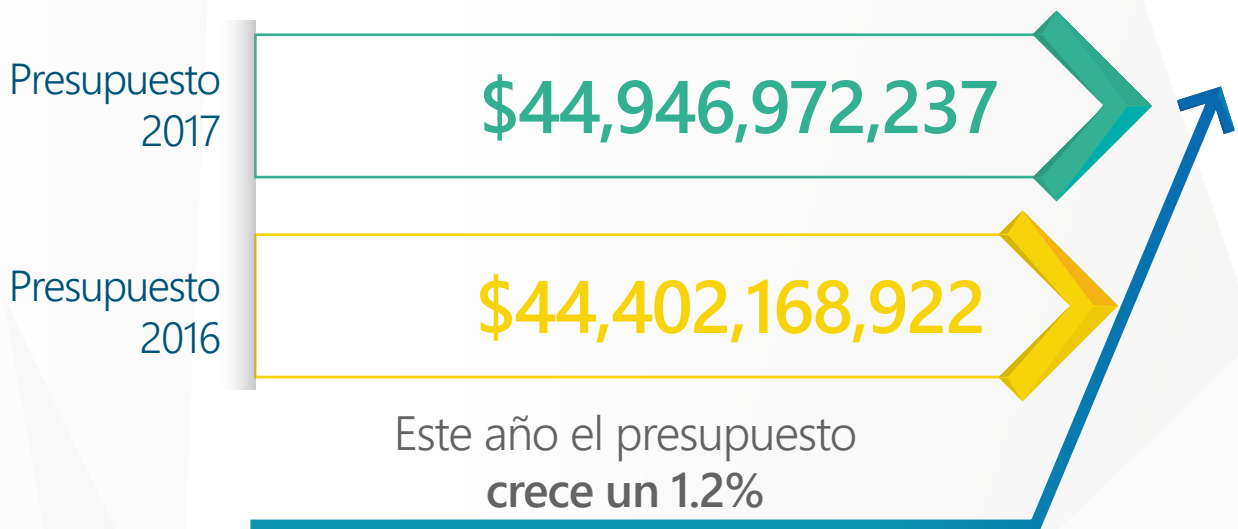 Presupuesto
2017
$44,946,972,237
Presupuesto
2016
$44,402,168,922
Este año el presupuesto
crece un 1.2%